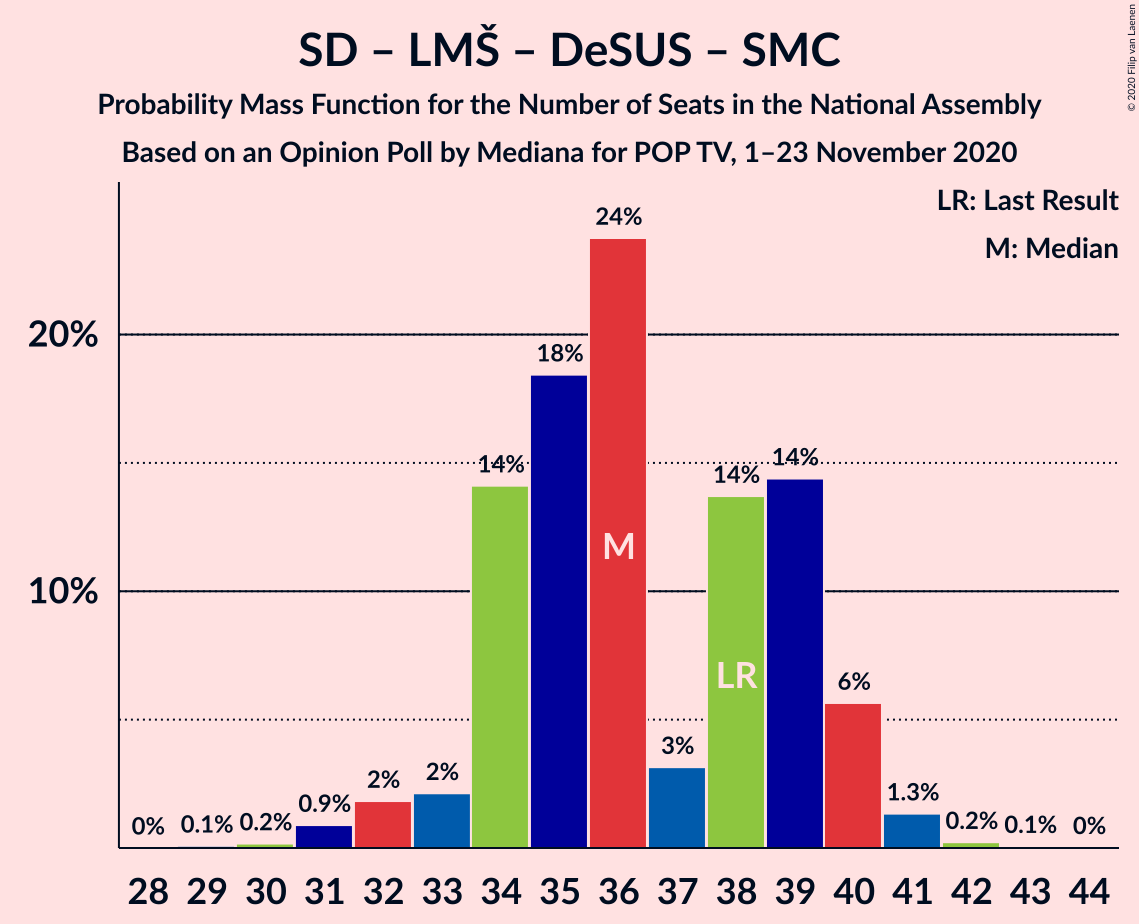 SD – LMŠ – DeSUS – SMC
Probability Mass Function for the Number of Seats in the National Assembly
Based on an Opinion Poll by Mediana for POP TV, 1–23 November 2020
© 2020 Filip van Laenen
LR: Last Result
M: Median
20%
10%
0% 0.1% 0.2% 0.9% 2% 2% 14% 18% 24% 3% 14% 14% 6% 1.3% 0.2% 0.1% 0%
M
LR
28 29 30 31 32 33 34 35 36 37 38 39 40 41 42 43 44